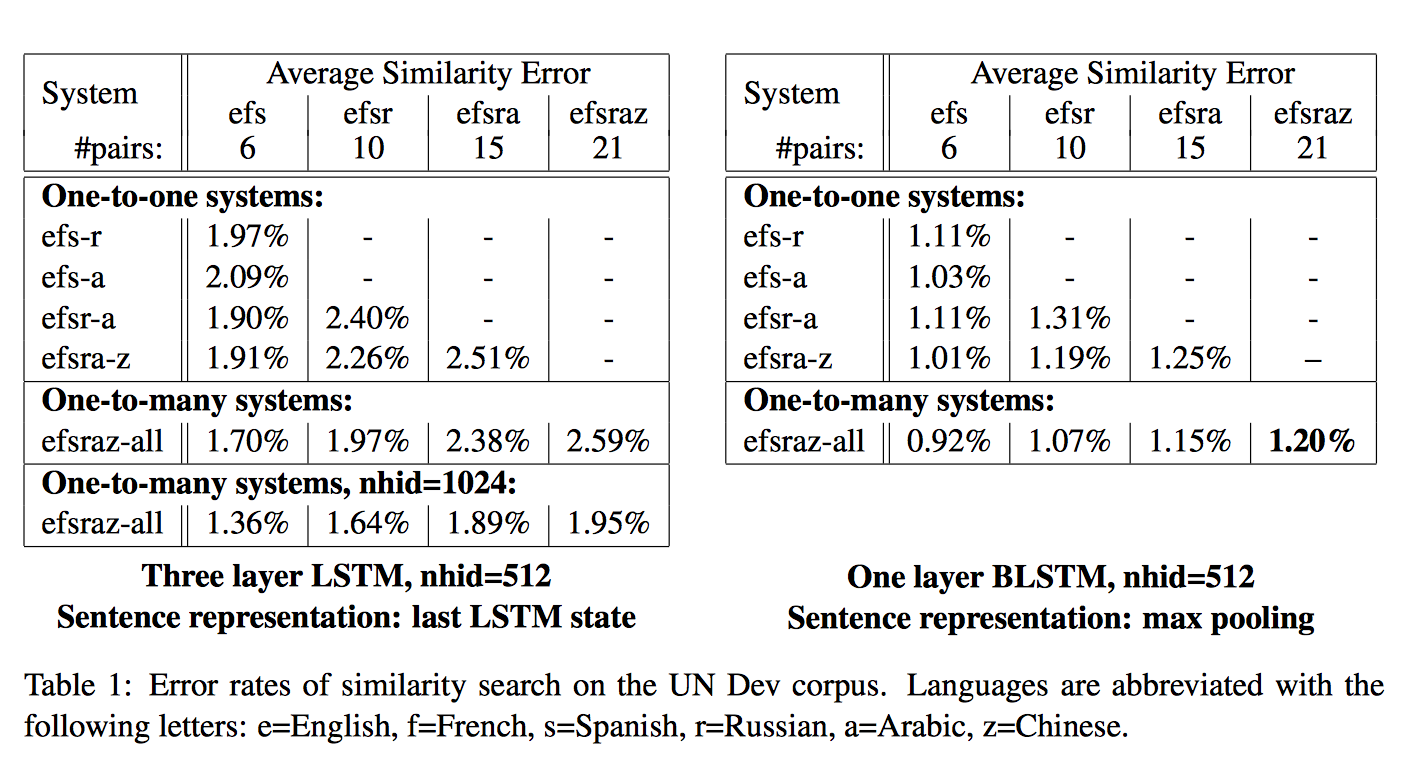 System Average Similarity Error
efs efsr efsra efsraz
#pairs: 6 10 15 21
One-to-one systems:
efs-r 1.97% - - -
efs-a 2.09% - - -
efsr-a 1.90% 2.40% - -
efsra-z 1.91% 2.26% 2.51% -
One-to-many systems:
efsraz-all 1.70% 1.97% 2.38% 2.59%
One-to-many systems, nhid=1024:
efsraz-all 1.36% 1.64% 1.89% 1.95%
Three layer LSTM, nhid=512
Sentence representation: last LSTM state
System Average Similarity Error
efs efsr efsra efsraz
#pairs: 6 10 15 21
One-to-one systems:
efs-r 1.11% - - -
efs-a 1.03% - - -
efsr-a 1.11% 1.31% - -
efsra-z 1.01% 1.19% 1.25% –
One-to-many systems:
efsraz-all 0.92% 1.07% 1.15% 1.20%
One layer BLSTM, nhid=512
Sentence representation: max pooling
Table 1: Error rates of similarity search on the UN Dev corpus. Languages are abbreviated with the
following letters: e=English, f=French, s=Spanish, r=Russian, a=Arabic, z=Chinese.